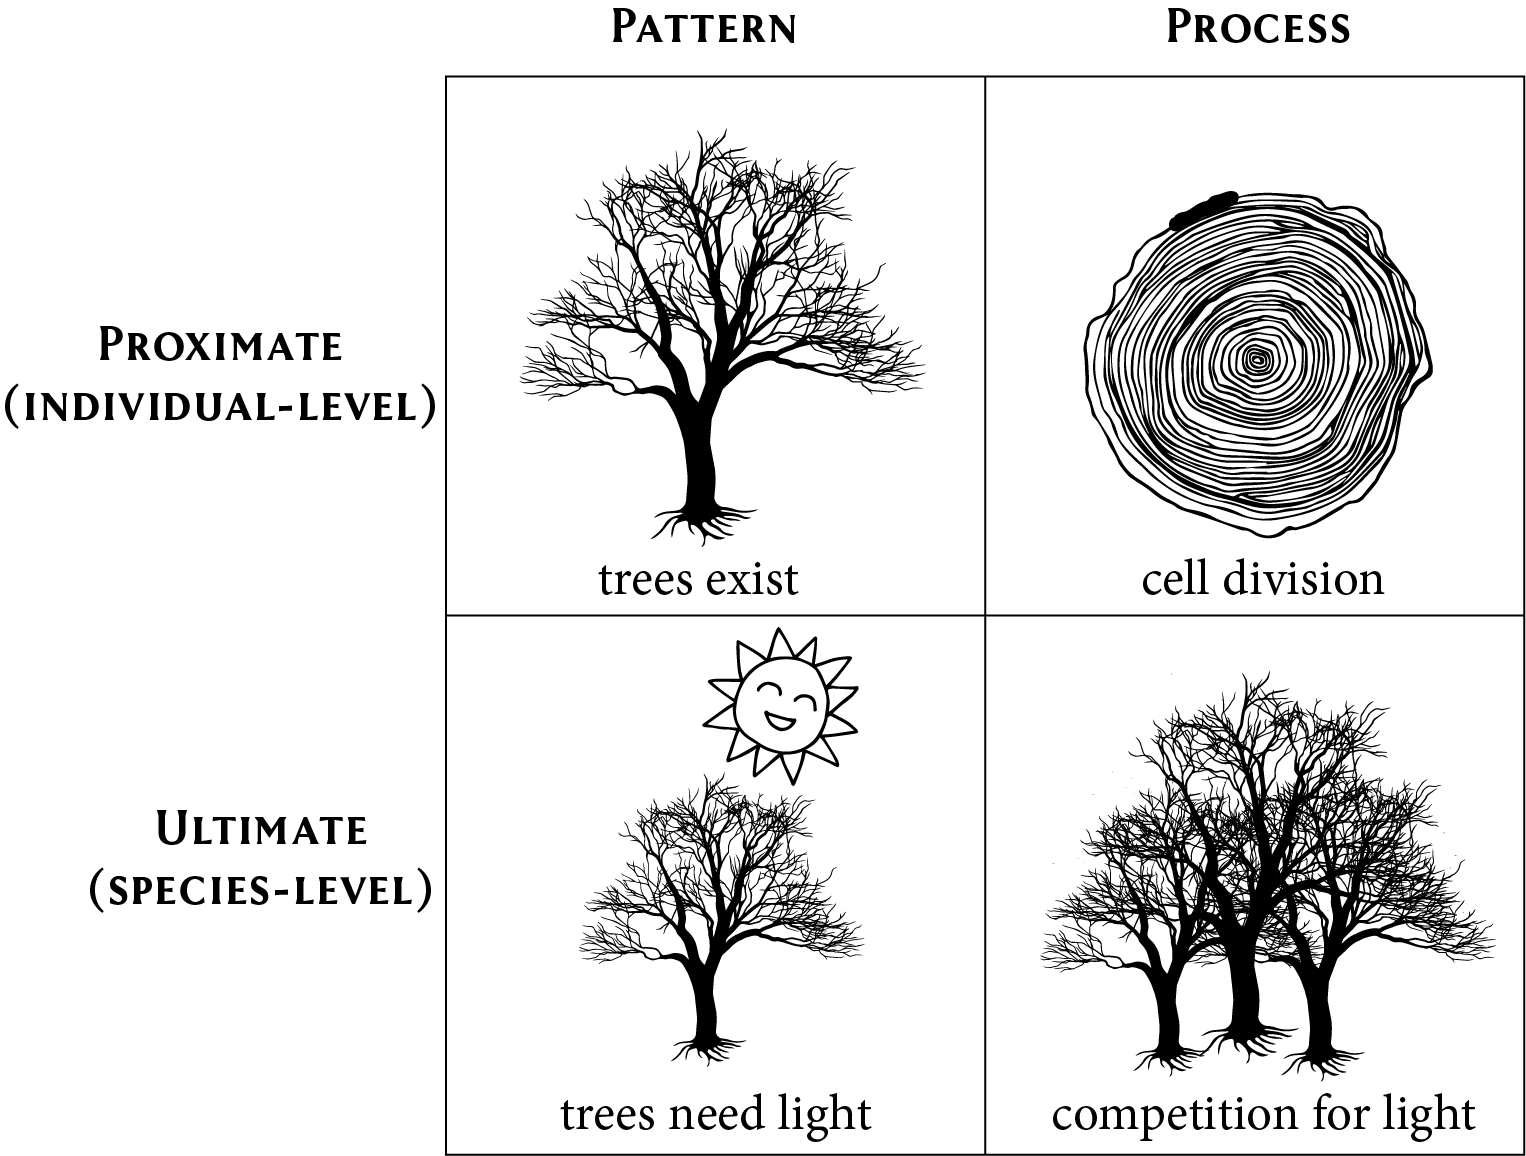 PATTERN
PROCESS
PROXIMATE
(INDIVIDUAL-LEVEL)
trees exist
cell division
ULTIMATE
(SPECIES-LEVEL)
trees need light
competition for light